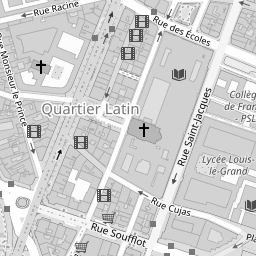 Rue Racine
Rue des Écoles
Rue Monsieur le Prince
Quartier Latin
Collège
de France
- PSL
Rue Saint-Jacques
Lycée Louis-
le-Grand
Rue Cujas
Rue Soufflot